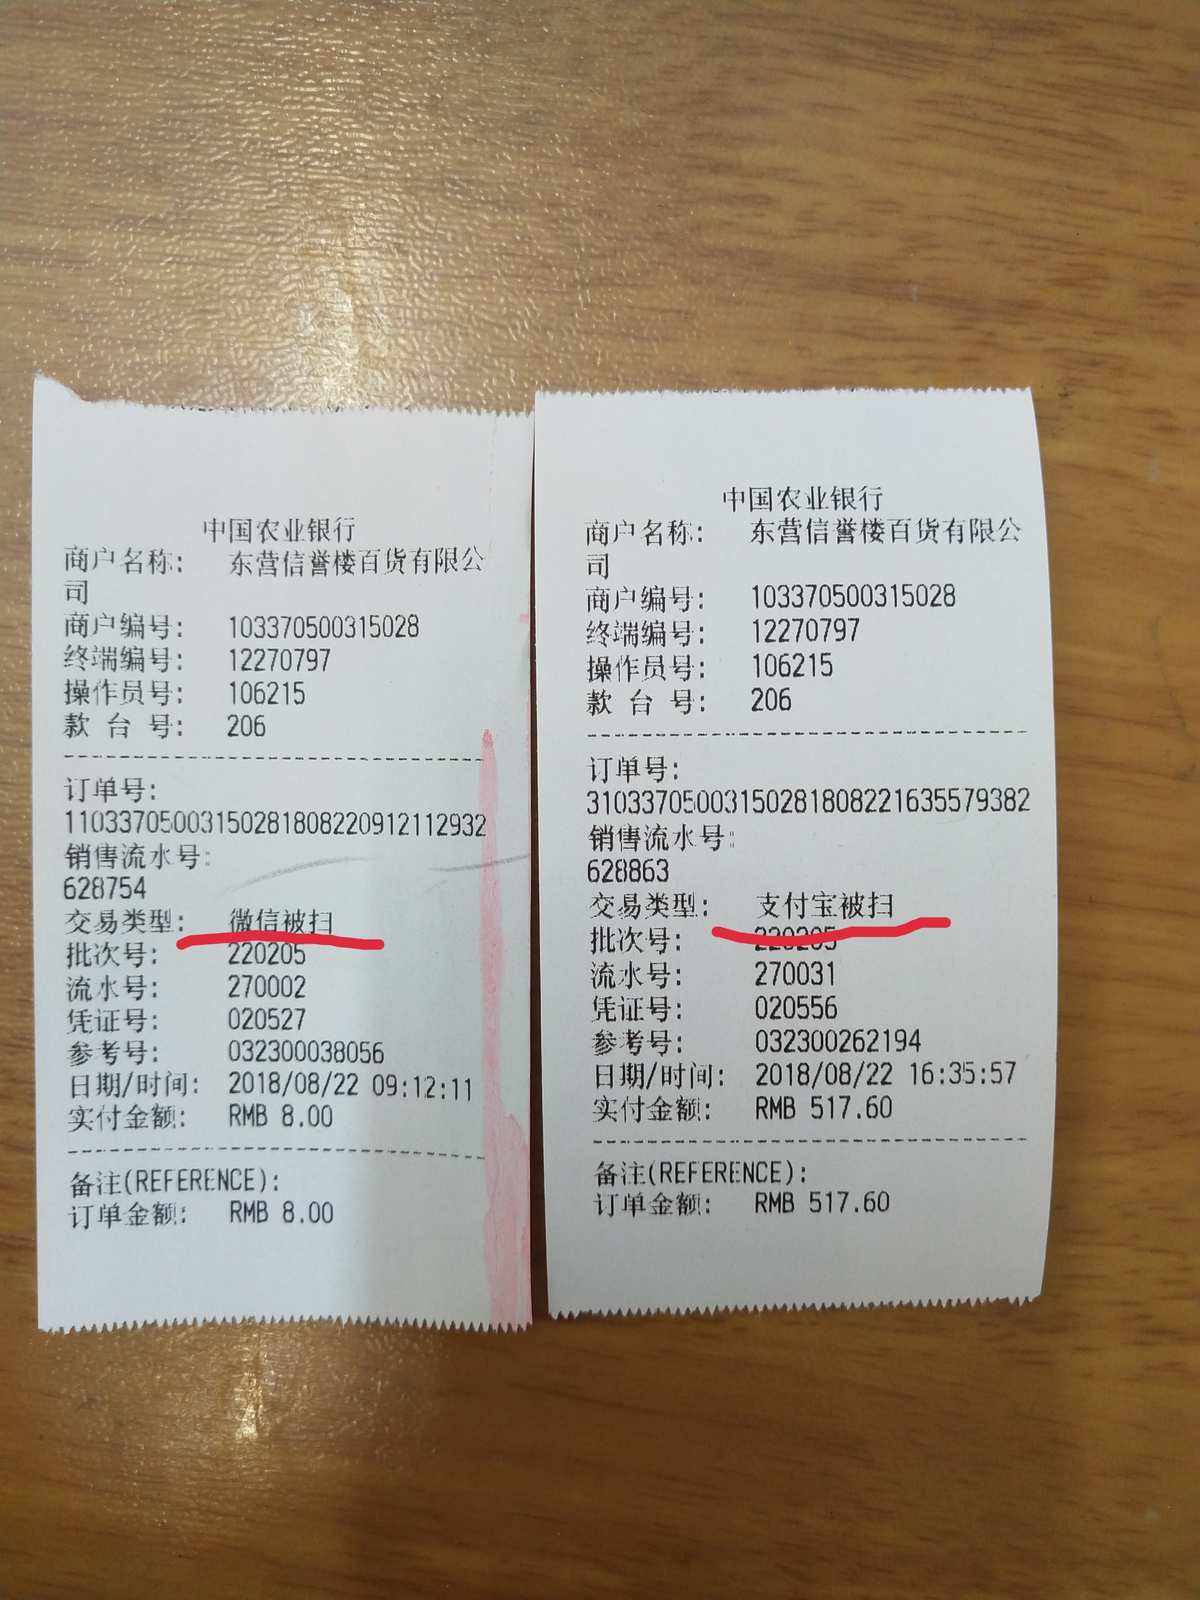 中国农业银行
商户名称: 东营信誉楼百货有限公
司
商户编号: 103370500315028
终端编号: 12270797
操作员号: 106215
款 台 号: 206
订单号:
110337050031502818082209121129​32
销售流水号:
628754
交易类型: 微信被扫
批次号: 220205
流水号: 270002
凭证号: 020527
参考号: 032300038056
日期/时间: 2018/08/22 09:12:11
实付金额: RMB 8.00
备注(REFERENCE):
订单金额: RMB 8.00
中国农业银行
商户名称: 东营信誉楼百货有限公
司
商户编号: 103370500315028
终端编号: 12270797
操作员号: 106215
款 台 号: 206
订单号:
31033705003150281808221635579382
销售流水号:
628863
交易类型: 支付宝被扫
批次号: 220205
流水号: 270031
凭证号: 020556
参考号: 032300262194
日期/时间: 2018/08/22 16:35:57
实付金额: RMB 517.60
备注(REFERENCE):
订单金额: RMB 517.60